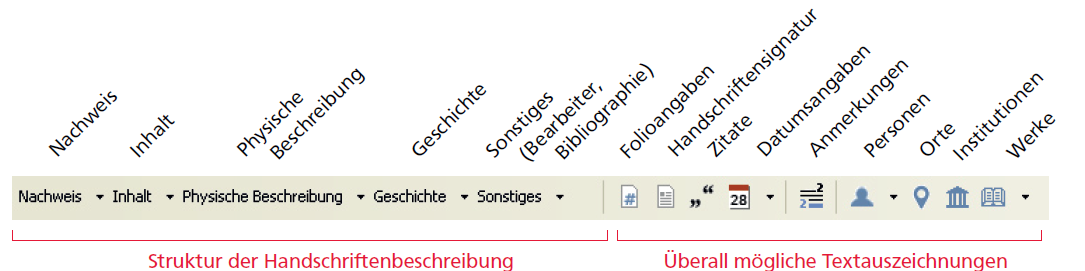 Nachweis
Inhalt
Physische
Beschreibung
Geschichte
Sonstiges
(Bearbeiter,
Bibliographie)
Folioangaben
Handschriftensignatur
Zitate
Datumsangaben
Anmerkungen
Personen
Orte
Institutionen
Werke
Nachweis Inhalt Physische Beschreibung Geschichte Sonstiges # „“ 28 2 2
Struktur der Handschriftenbeschreibung
Überall mögliche Textauszeichnungen